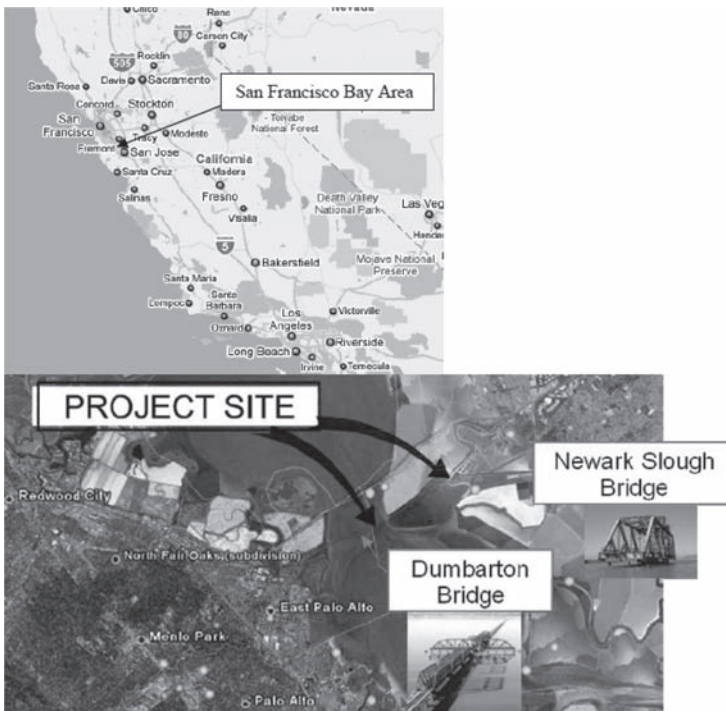 Chico
Reno
80
Carson City
Rocklin
505
Davis
Sacramento
Santa Rosa
San Francisco Bay Area
Concord
Stockton
San
Francisco
Toiyabe
National Forest
Tracy
Modesto
Fremont
San Jose
California
Santa Cruz
Madera
Fresno
Salinas
Death Valley
National Park
Visalia
Las Veg
Hender
5
Mojave National
Preserve
Bakersfield
Santa Maria
Lompoc
Santa
Barbara
Oxnard
Los
Angeles
Victorville
Riverside
Long Beach
Irvine
Temecula
PROJECT SITE
Newark Slough
Bridge
Redwood City
North Fair Oaks (subdivision)
Dumbarton
Bridge
East Palo Alto
Menlo Park
Palo Alto